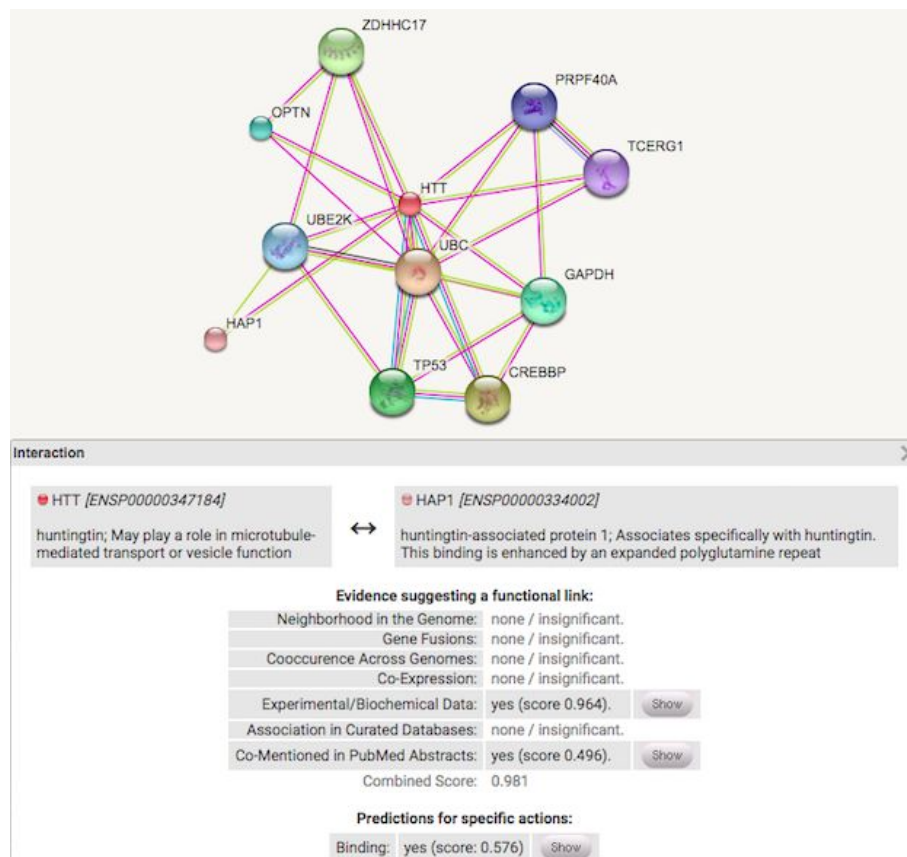 ZDHHC17
PRPF40A
OPTN
TCERG1
HTT
UBE2K
UBC
GAPDH
HAP1
TP53
CREBBP
Interaction
HTT [ENSP00000347184]
huntingtin; May play a role in microtubule-
mediated transport or vesicle function
↔
HAP1 [ENSP00000334002]
huntingtin-associated protein 1; Associates specifically with huntingtin.
This binding is enhanced by an expanded polyglutamine repeat
Evidence suggesting a functional link:
Neighborhood in the Genome: none / insignificant.
Gene Fusions: none / insignificant.
Cooccurence Across Genomes: none / insignificant.
Co-Expression: none / insignificant.
Experimental/Biochemical Data: yes (score 0.964). Show
Association in Curated Databases: none / insignificant.
Co-Mentioned in PubMed Abstracts: yes (score 0.496). Show
Combined Score: 0.981
Predictions for specific actions:
Binding: yes (score: 0.576) Show